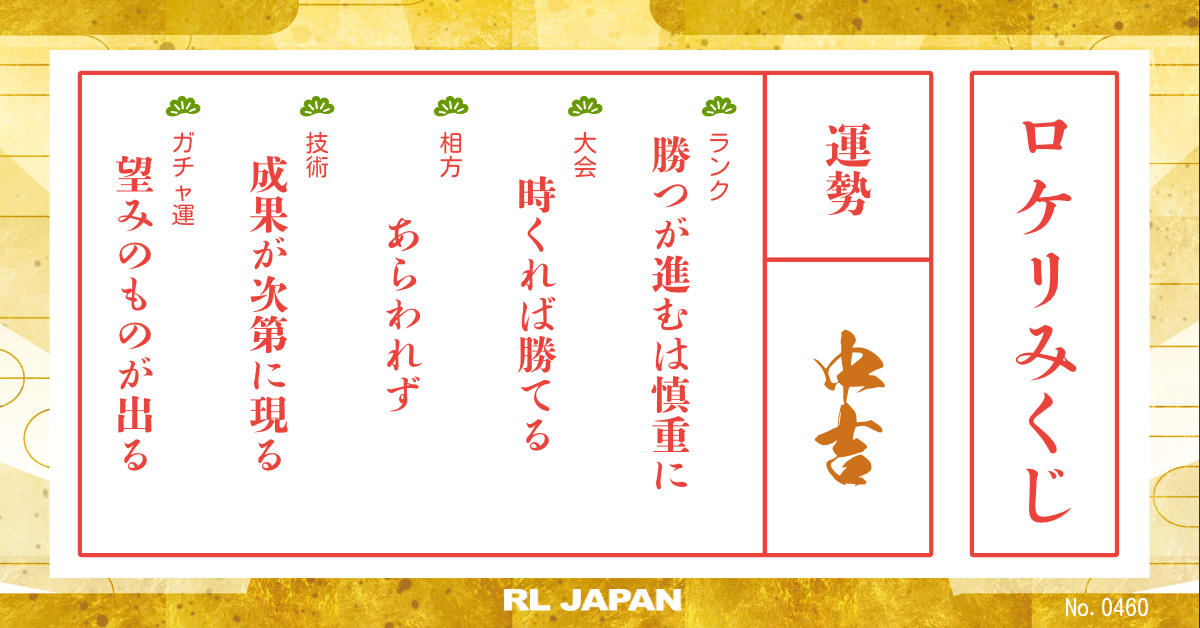 ロケリみくじ
運勢
中吉
ランク
勝つが進むは慎重に
大会
時くれば勝てる
相方
あらわれず
技術
成果が次第に現る
ガチャ運
望みのものが出る
RL JAPAN
No. 0460